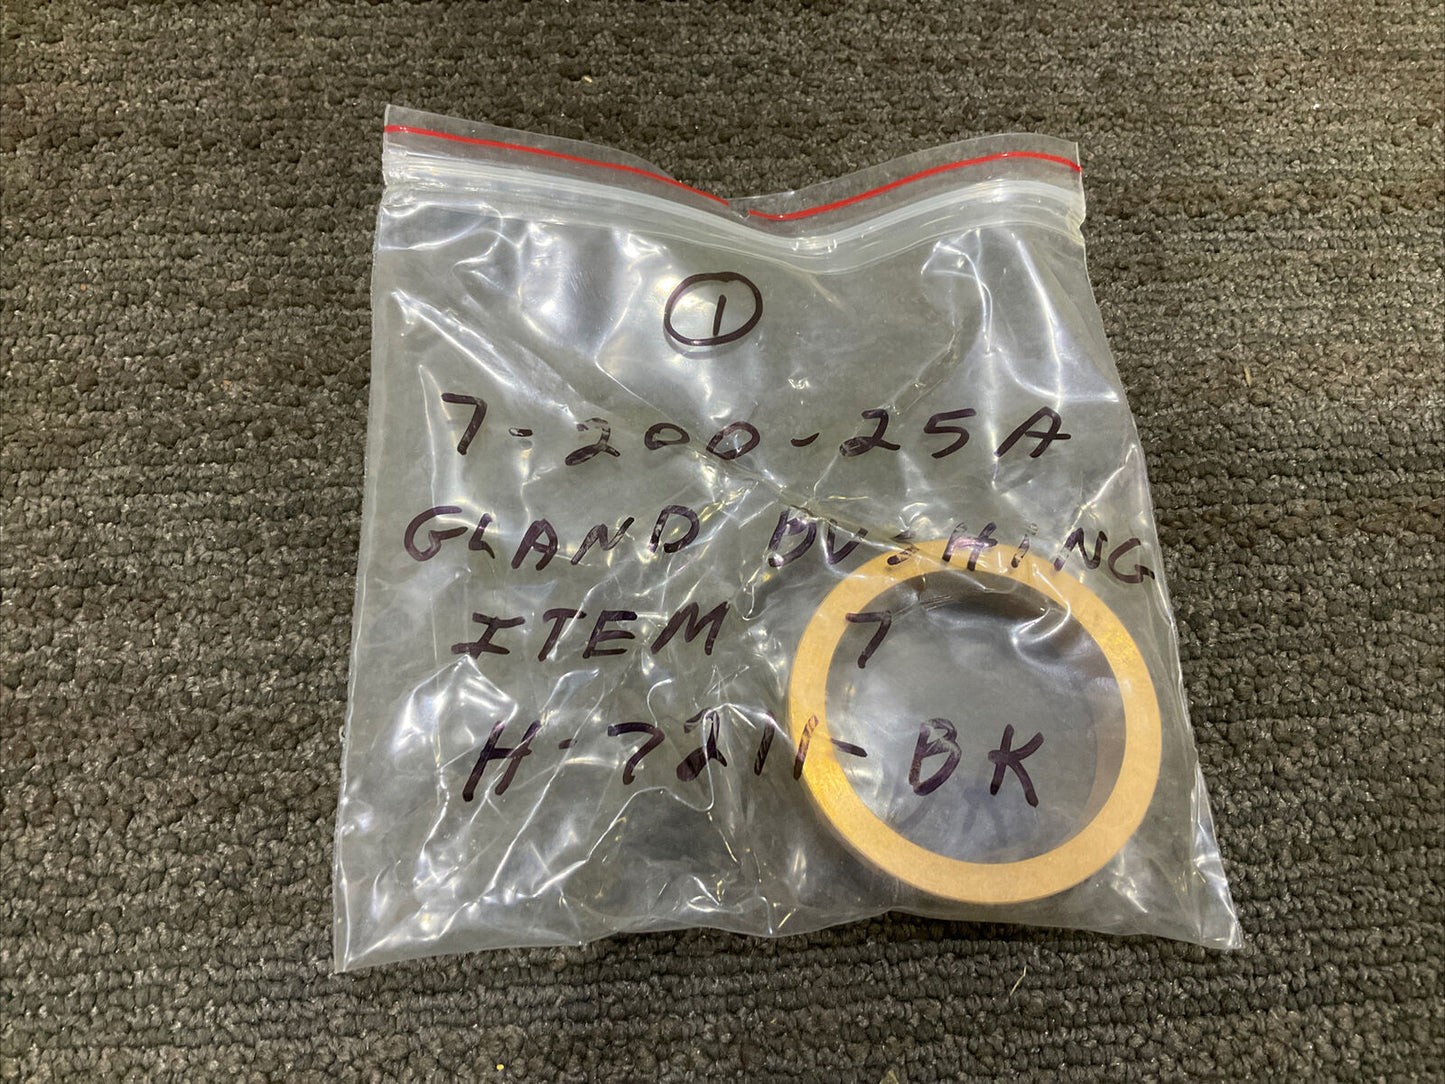 1
7-200-25A
GLAND BUSHING
ITEM 7
H-7211-BK